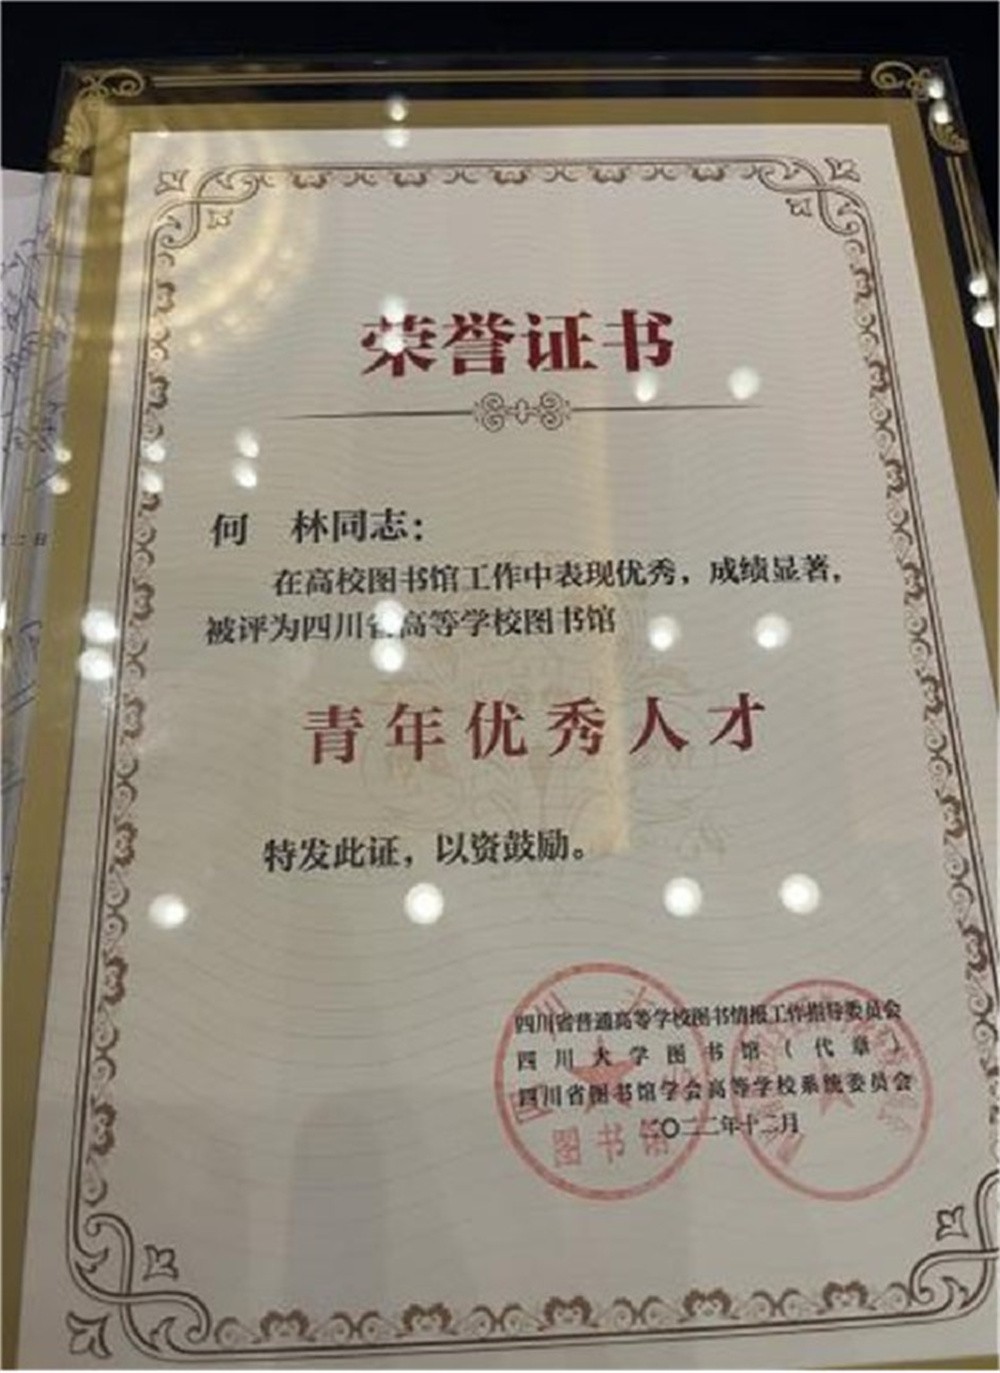 荣誉证书
何 林同志：
在高校图书馆工作中表现优秀，成绩显著，
被评为四川省高等学校图书馆
青年优秀人才
特发此证，以资鼓励。
四川省普通高等学校图书情报工作指导委员会
四川大学图书馆（代章）
四川省图书馆学会高等学校系统委员会
二〇二二年十二月
图书馆